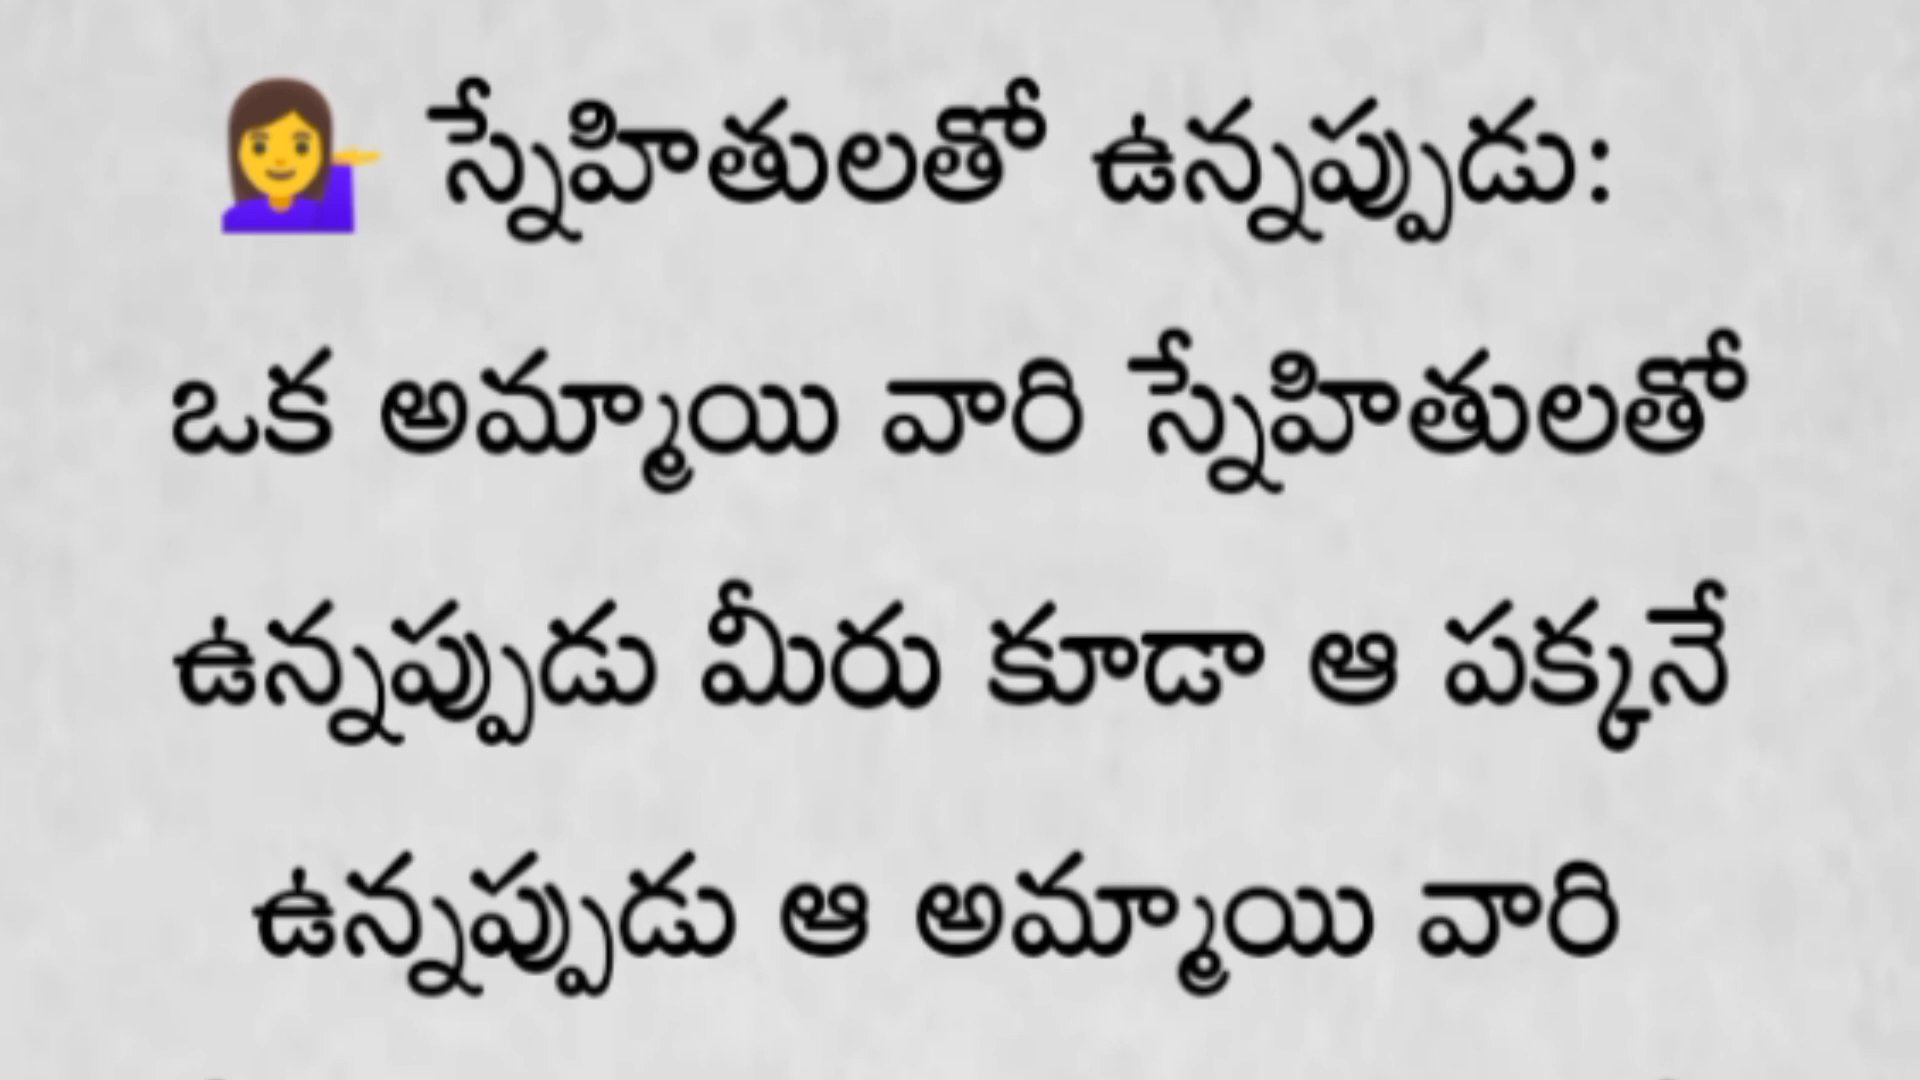 💁‍♀️ స్నేహితులతో ఉన్నప్పుడు:
ఒక అమ్మాయి వారి స్నేహితులతో
ఉన్నప్పుడు మీరు కూడా ఆ పక్కనే
ఉన్నప్పుడు ఆ అమ్మాయి వారి